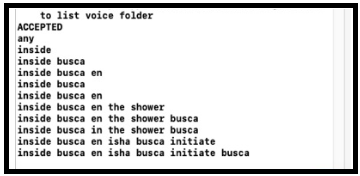 to list voice folder
ACCEPTED
any
inside
inside busca
inside busca en
inside busca
inside busca en
inside busca en the shower
inside busca en the shower busca
inside busca in the shower busca
inside busca en isha busca initiate
inside busca en isha busca initiate busca